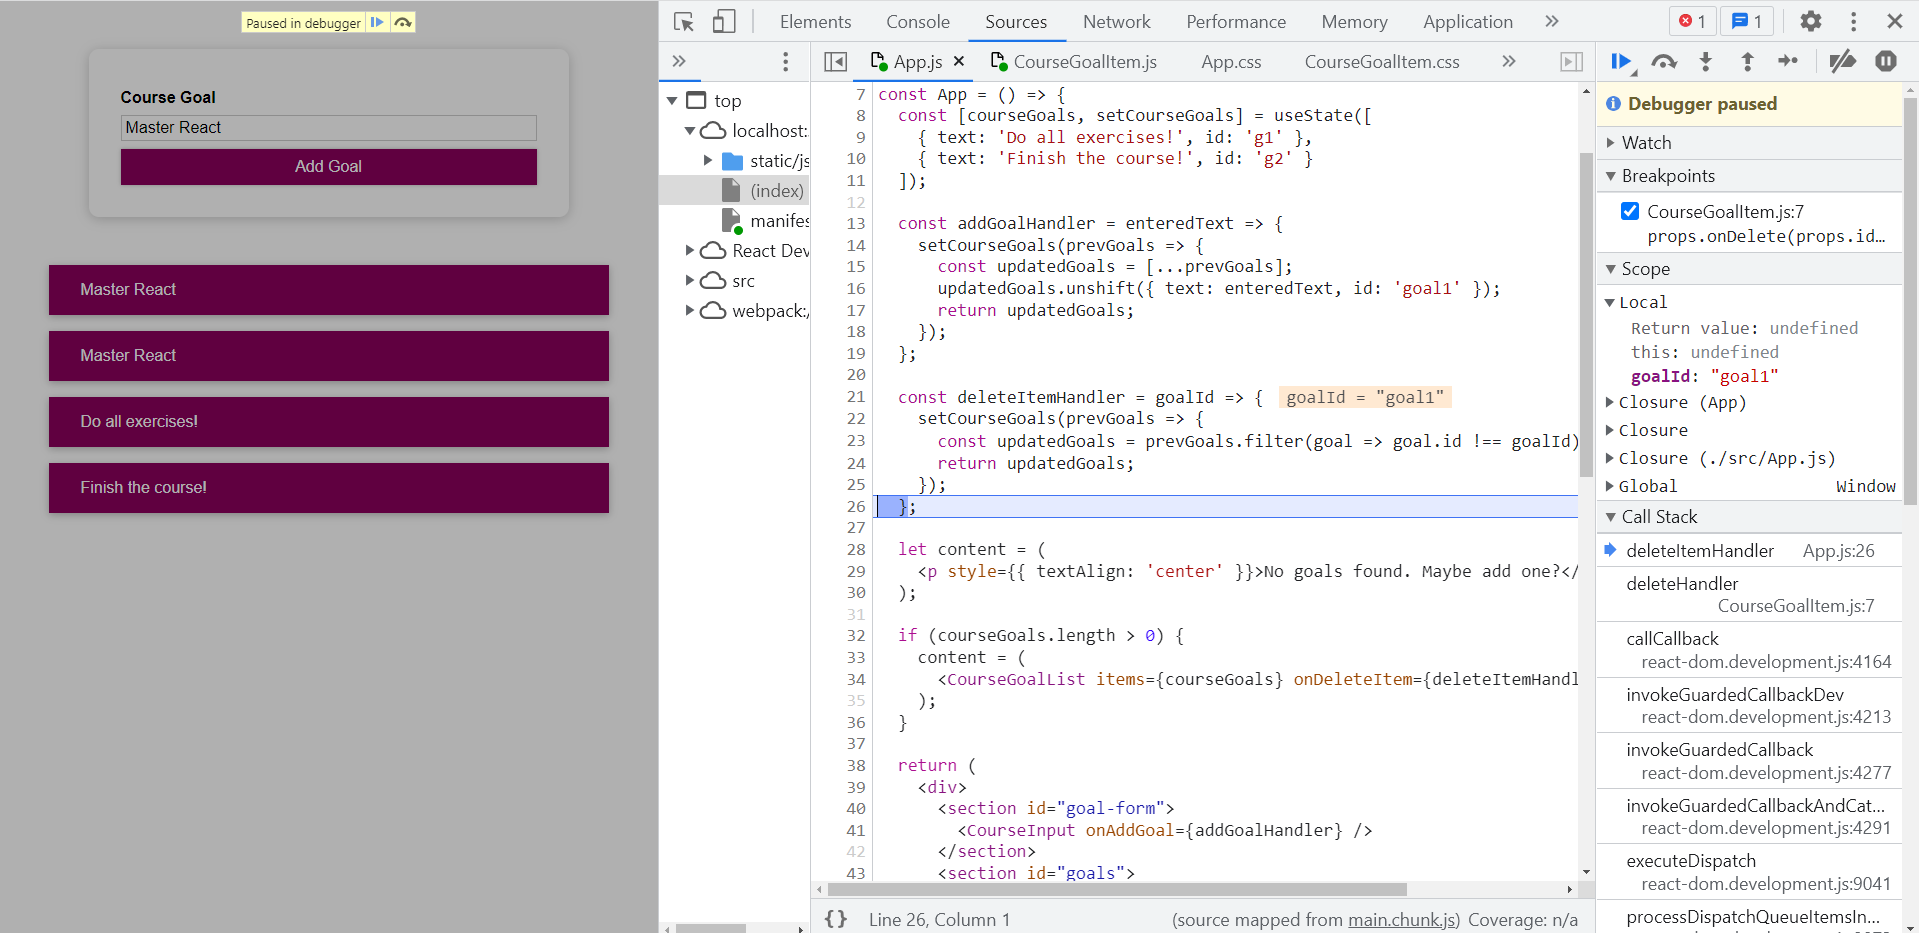 Paused in debugger
Course Goal
Master React
Add Goal
Master React
Master React
Do all exercises!
Finish the course!
Elements Console Sources Network Performance Memory Application » 1 1
» App.js × CourseGoalItem.js App.css CourseGoalItem.css »
top
localhost:
static/js
(index)
manifes
React Dev
src
webpack:/
7 const App = () => {
8 const [courseGoals, setCourseGoals] = useState([
9 { text: 'Do all exercises!', id: 'g1' },
10 { text: 'Finish the course!', id: 'g2' }
11 ]);
12
13 const addGoalHandler = enteredText => {
14 setCourseGoals(prevGoals => {
15 const updatedGoals = [...prevGoals];
16 updatedGoals.unshift({ text: enteredText, id: 'goal1' });
17 return updatedGoals;
18 });
19 };
20
21 const deleteItemHandler = goalId => { goalId = "goal1"
22 setCourseGoals(prevGoals => {
23 const updatedGoals = prevGoals.filter(goal => goal.id !== goalId)
24 return updatedGoals;
25 });
26 };
27
28 let content = (
29 <p style={{ textAlign: 'center' }}>No goals found. Maybe add one?</
30 );
31
32 if (courseGoals.length > 0) {
33 content = (
34 <CourseGoalList items={courseGoals} onDeleteItem={deleteItemHandl
35 );
36 }
37
38 return (
39 <div>
40 <section id="goal-form">
41 <CourseInput onAddGoal={addGoalHandler} />
42 </section>
43 <section id="goals">
{} Line 26, Column 1 (source mapped from main.chunk.js) Coverage: n/a
Debugger paused
Watch
Breakpoints
CourseGoalItem.js:7
props.onDelete(props.id…
Scope
Local
Return value: undefined
this: undefined
goalId: "goal1"
Closure (App)
Closure
Closure (./src/App.js)
Global Window
Call Stack
deleteItemHandler App.js:26
deleteHandler
CourseGoalItem.js:7
callCallback
react-dom.development.js:4164
invokeGuardedCallbackDev
react-dom.development.js:4213
invokeGuardedCallback
react-dom.development.js:4277
invokeGuardedCallbackAndCat…
react-dom.development.js:4291
executeDispatch
react-dom.development.js:9041
processDispatchQueueItemsIn…